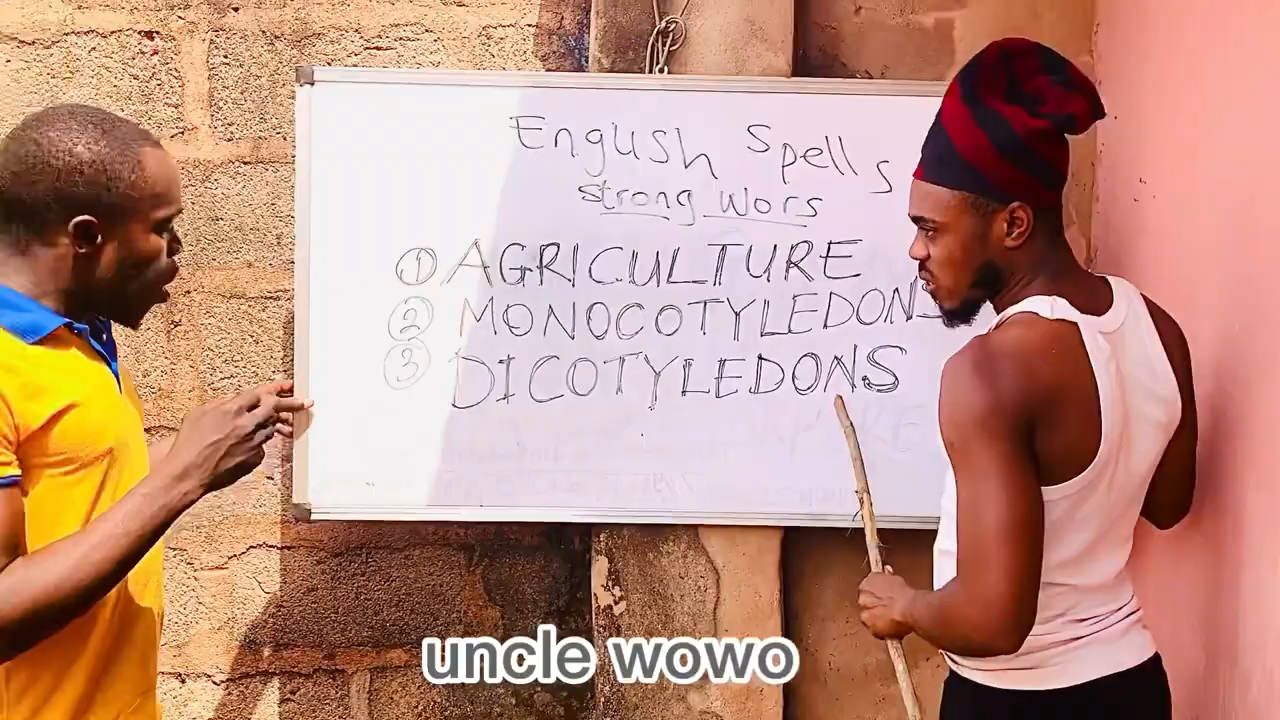 English Spells
strong wors
① AGRICULTURE
② MONOCOTYLEDONS
③ DICOTYLEDONS
uncle wowo